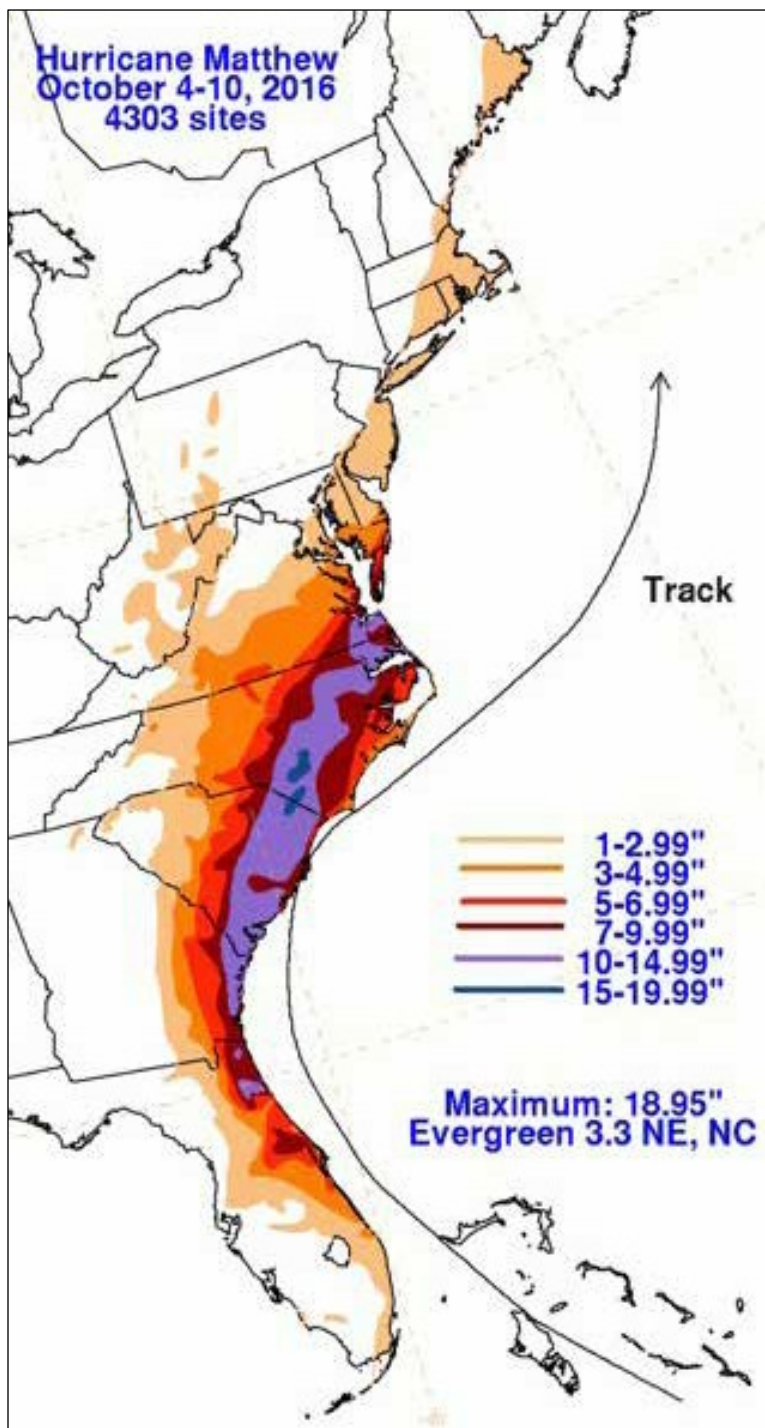 Hurricane Matthew
October 4-10, 2016
4303 sites
Track
1-2.99"
3-4.99"
5-6.99"
7-9.99"
10-14.99"
15-19.99"
Maximum: 18.95"
Evergreen 3.3 NE, NC